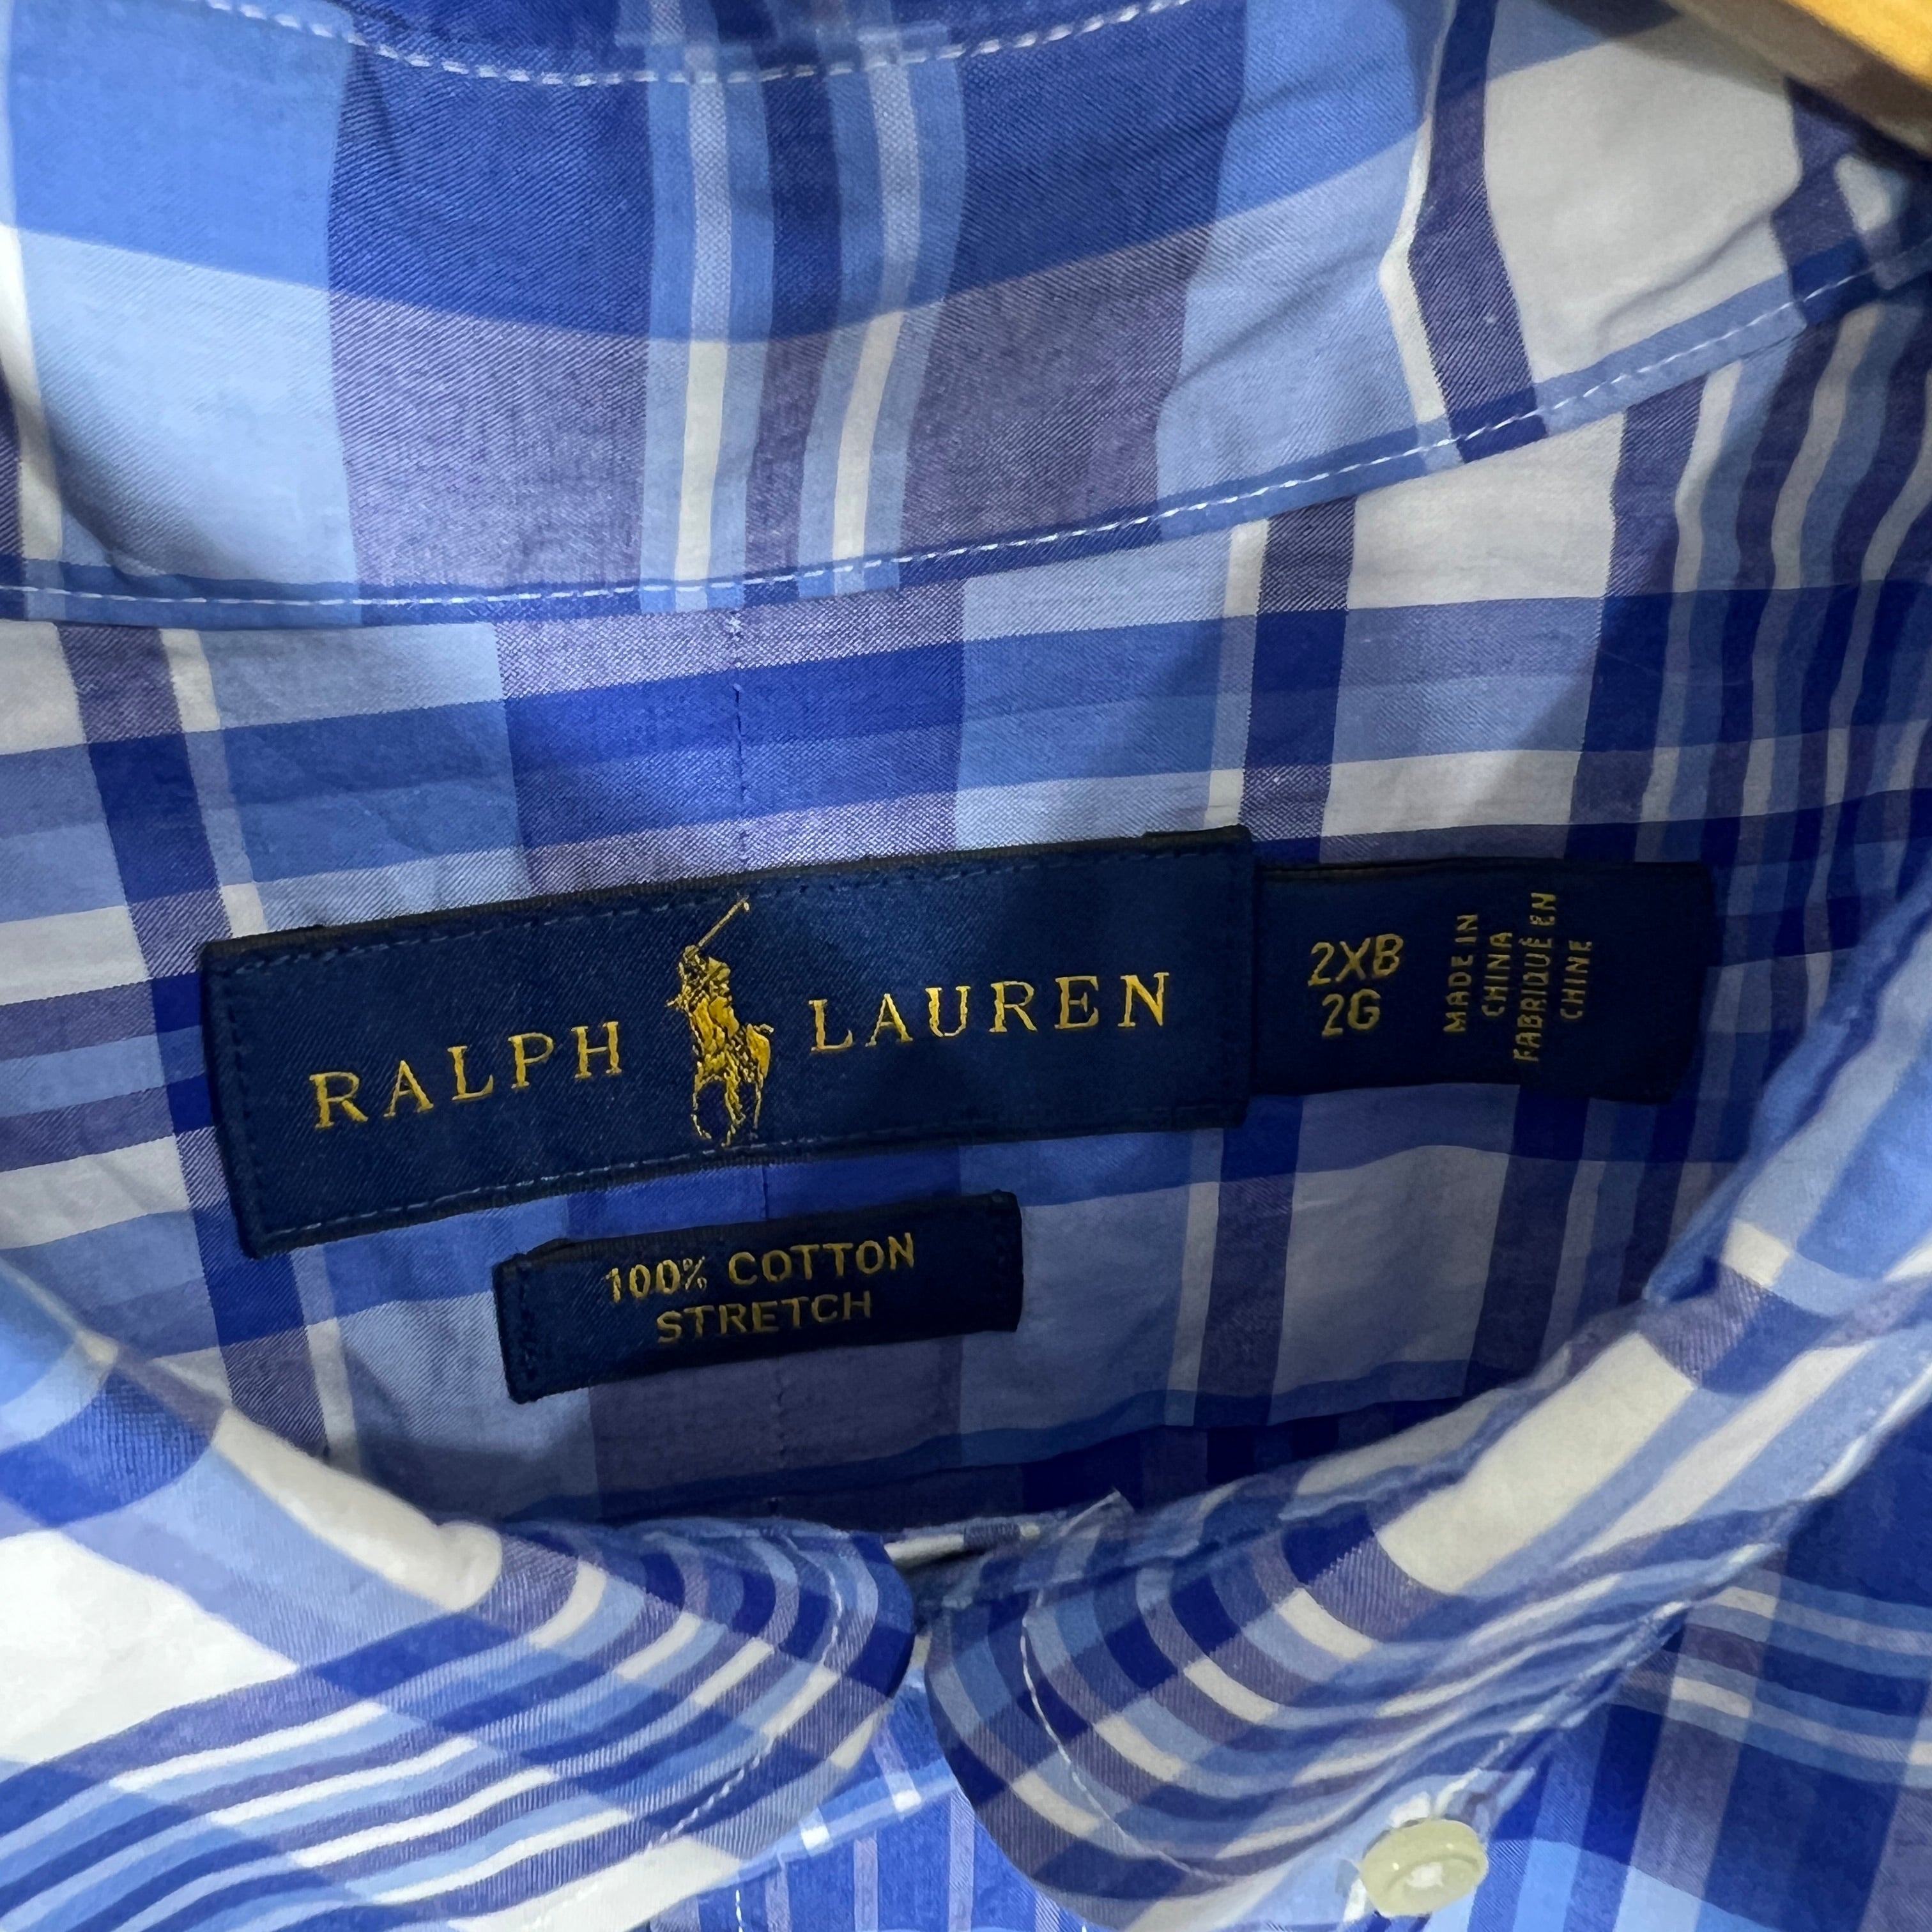 RALPH LAUREN
2XB
2G
MADE IN
CHINA
FABRIQUÉ EN
CHINE
100% COTTON
STRETCH